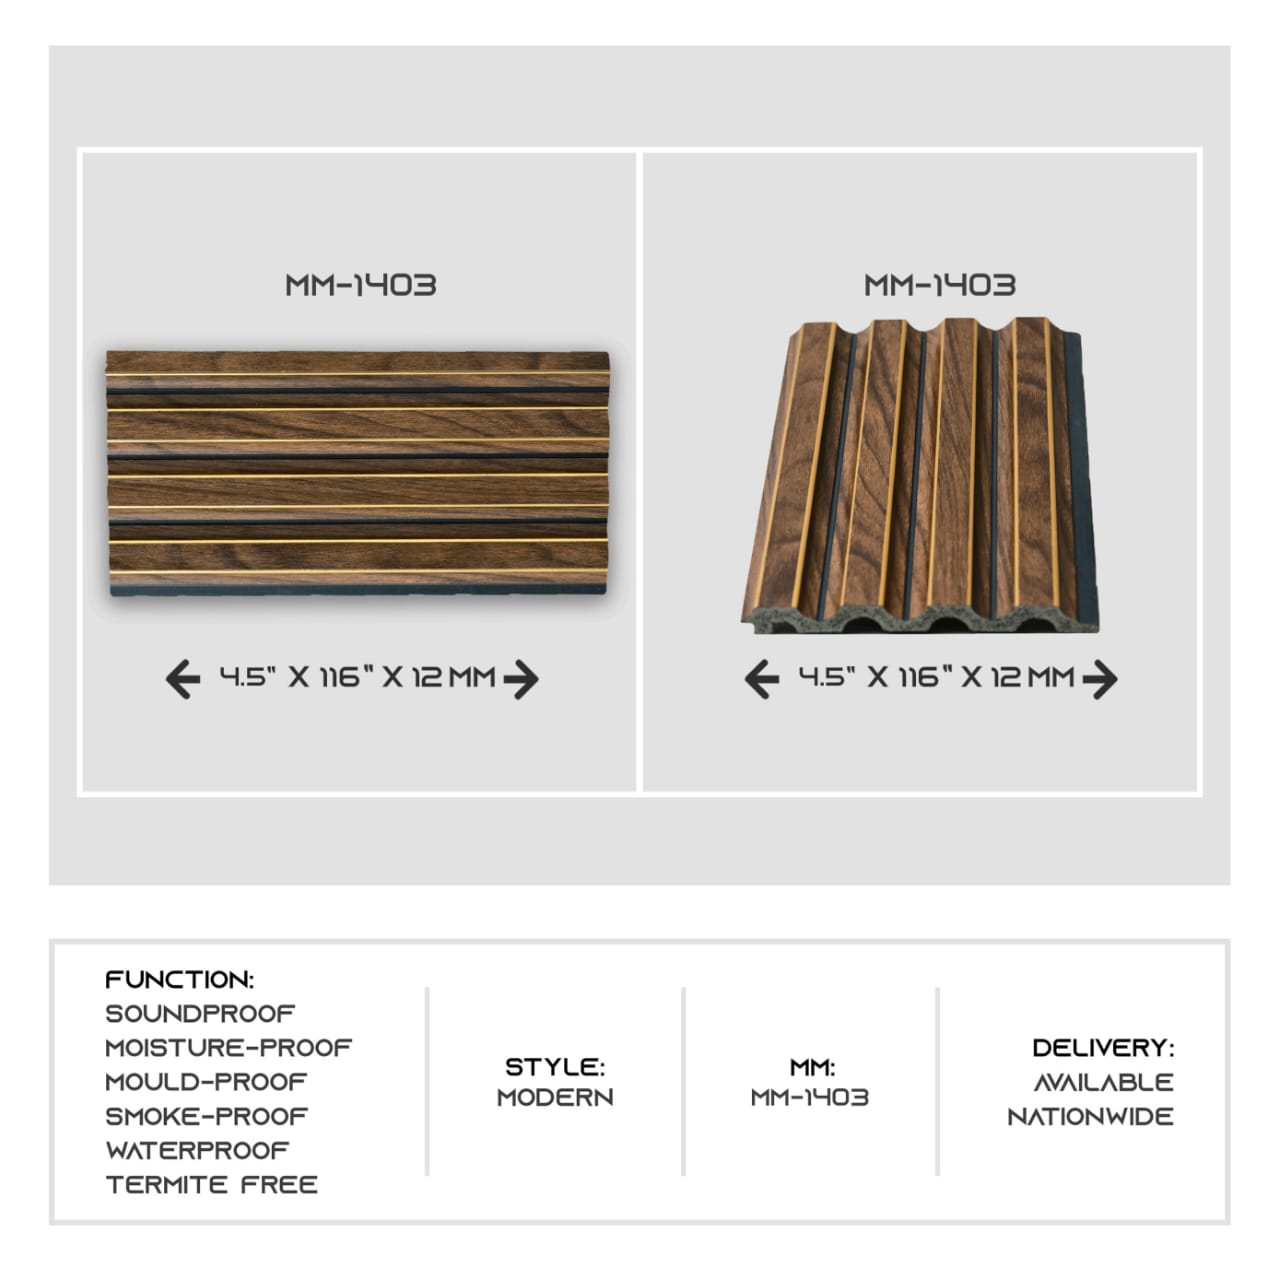 MM-1403
MM-1403
4.5" X 116" X 12 MM
4.5" X 116" X 12 MM
FUNCTION:
SOUNDPROOF
MOISTURE-PROOF
MOULD-PROOF
SMOKE-PROOF
WATERPROOF
TERMITE FREE
STYLE:
MODERN
MM:
MM-1403
DELIVERY:
AVAILABLE
NATIONWIDE